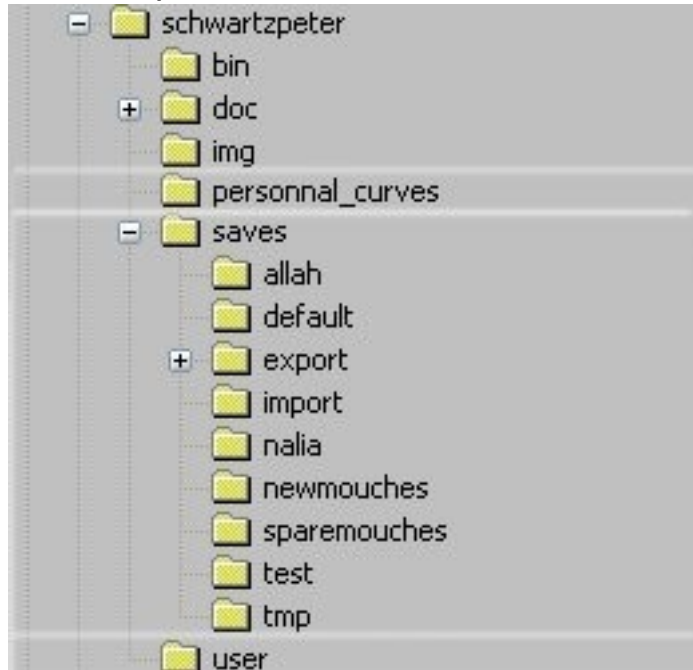 schwartzpeter
bin
doc
img
personnal_curves
saves
allah
default
export
import
nalia
newmouches
sparemouches
test
tmp
user